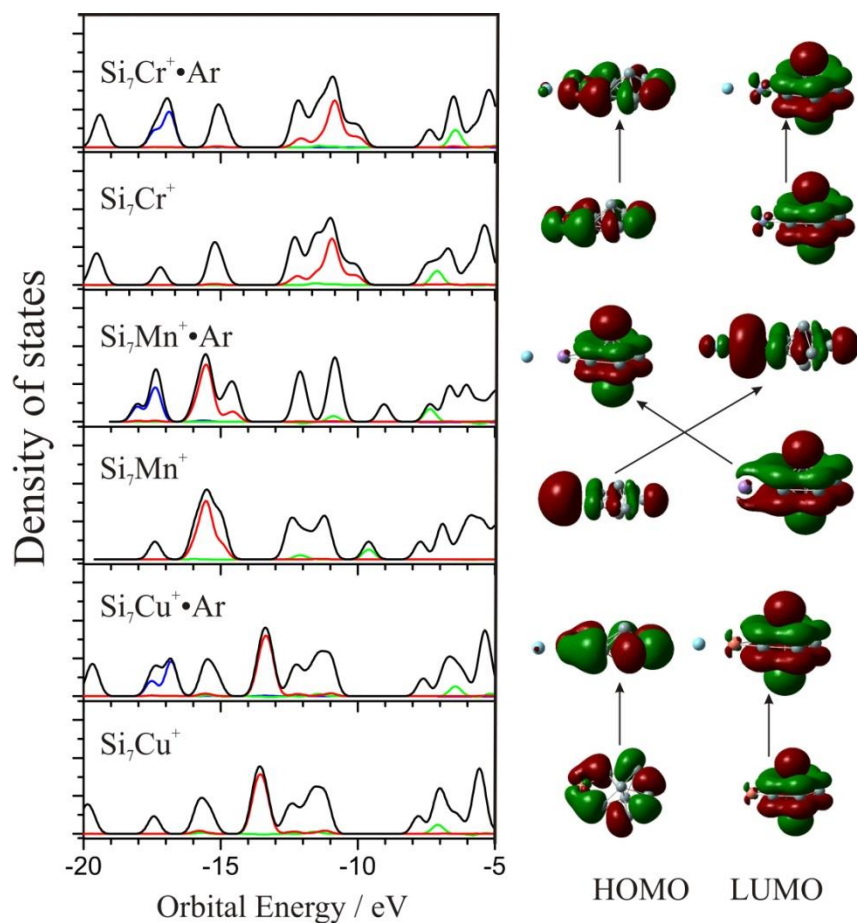 Density of states
Si₇Cr⁺•Ar
Si₇Cr⁺
Si₇Mn⁺•Ar
Si₇Mn⁺
Si₇Cu⁺•Ar
Si₇Cu⁺
-20 -15 -10 -5
Orbital Energy / eV
HOMO LUMO